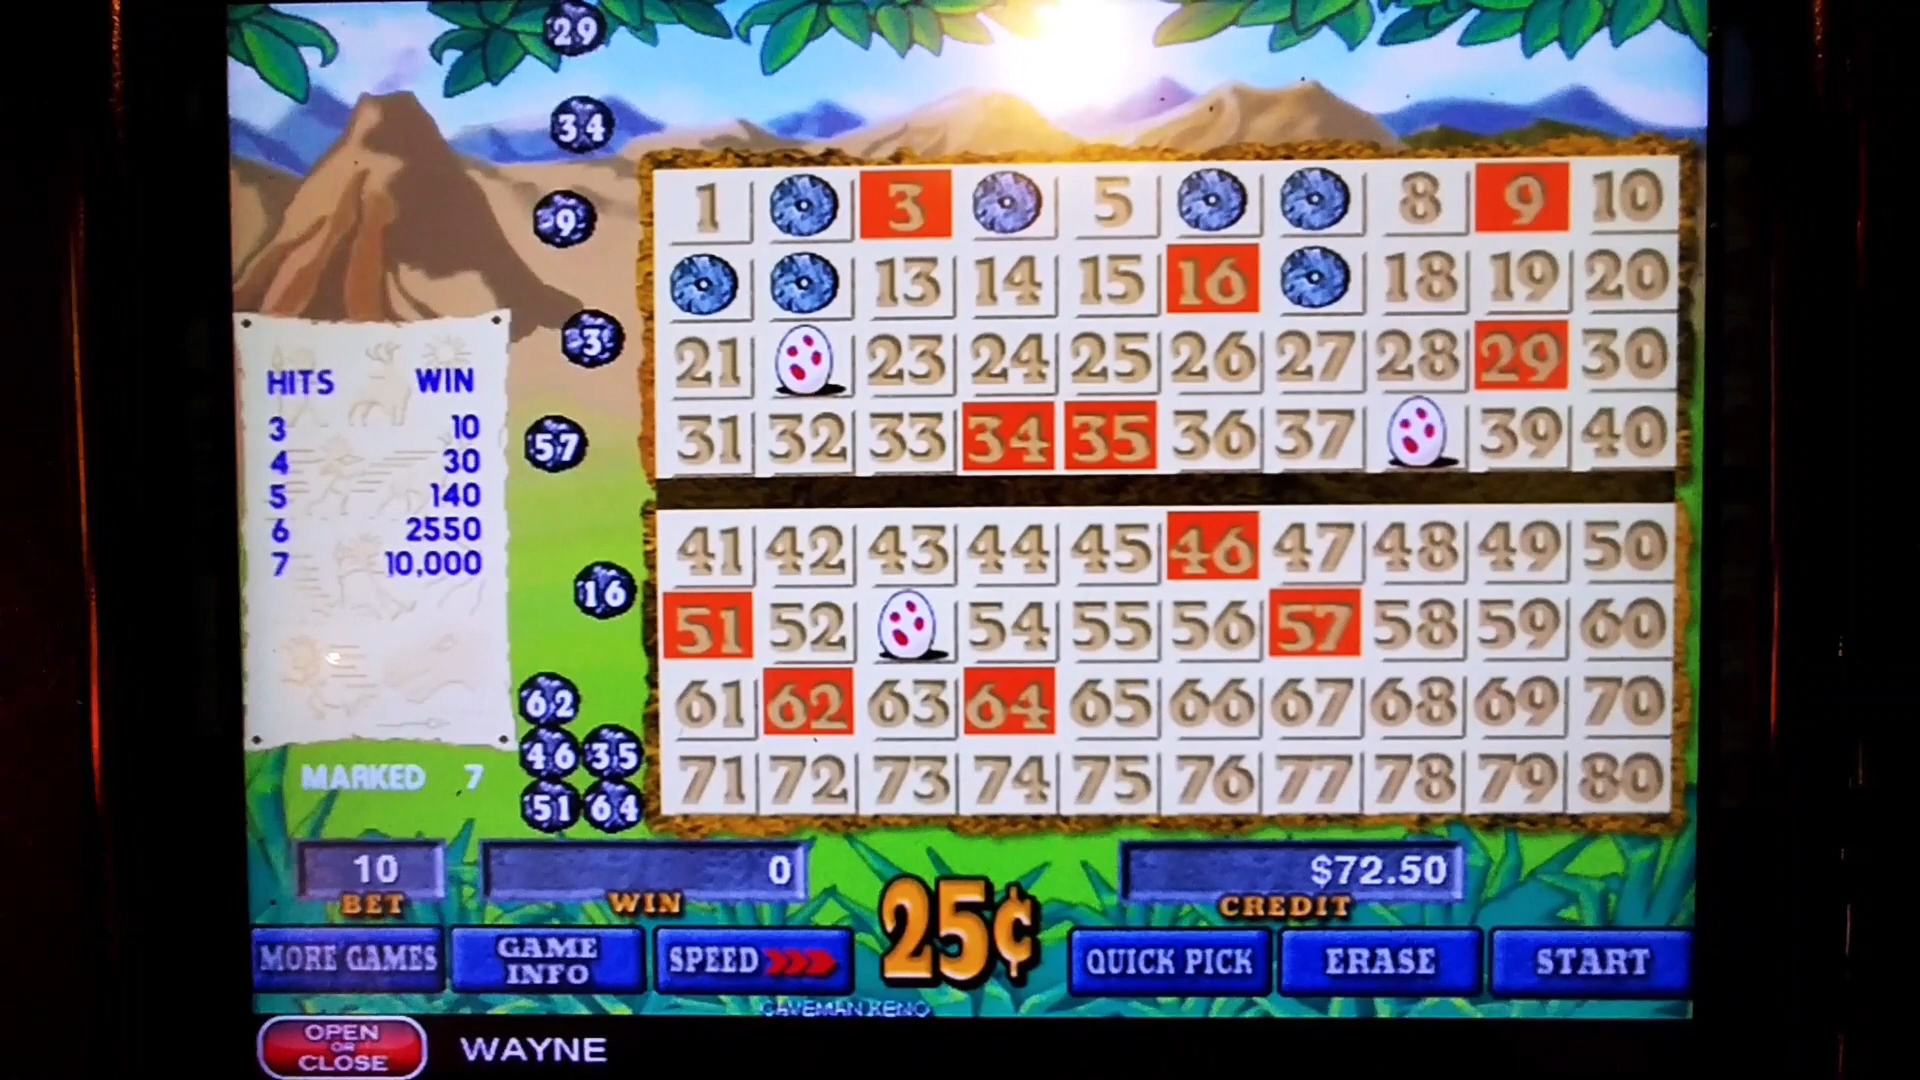 29
34
9
3
57
16
62
46 35
51 64
1 3 5 8 9 10
13 14 15 16 18 19 20
21 23 24 25 26 27 28 29 30
31 32 33 34 35 36 37 39 40
41 42 43 44 45 46 47 48 49 50
51 52 54 55 56 57 58 59 60
61 62 63 64 65 66 67 68 69 70
71 72 73 74 75 76 77 78 79 80
HITS WIN
3 10
4 30
5 140
6 2550
7 10,000
MARKED 7
10
BET
0
WIN
25¢
$72.50
CREDIT
MORE GAMES
GAME
INFO
SPEED
QUICK PICK
ERASE
START
CAVEMAN KENO
OPEN
OR
CLOSE
WAYNE